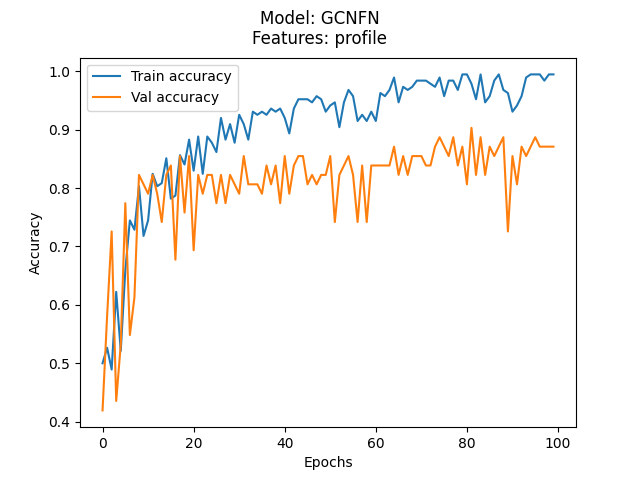 Model: GCNFN
Features: profile
Train accuracy
Val accuracy
Accuracy
1.0
0.9
0.8
0.7
0.6
0.5
0.4
0
20
40
60
80
100
Epochs